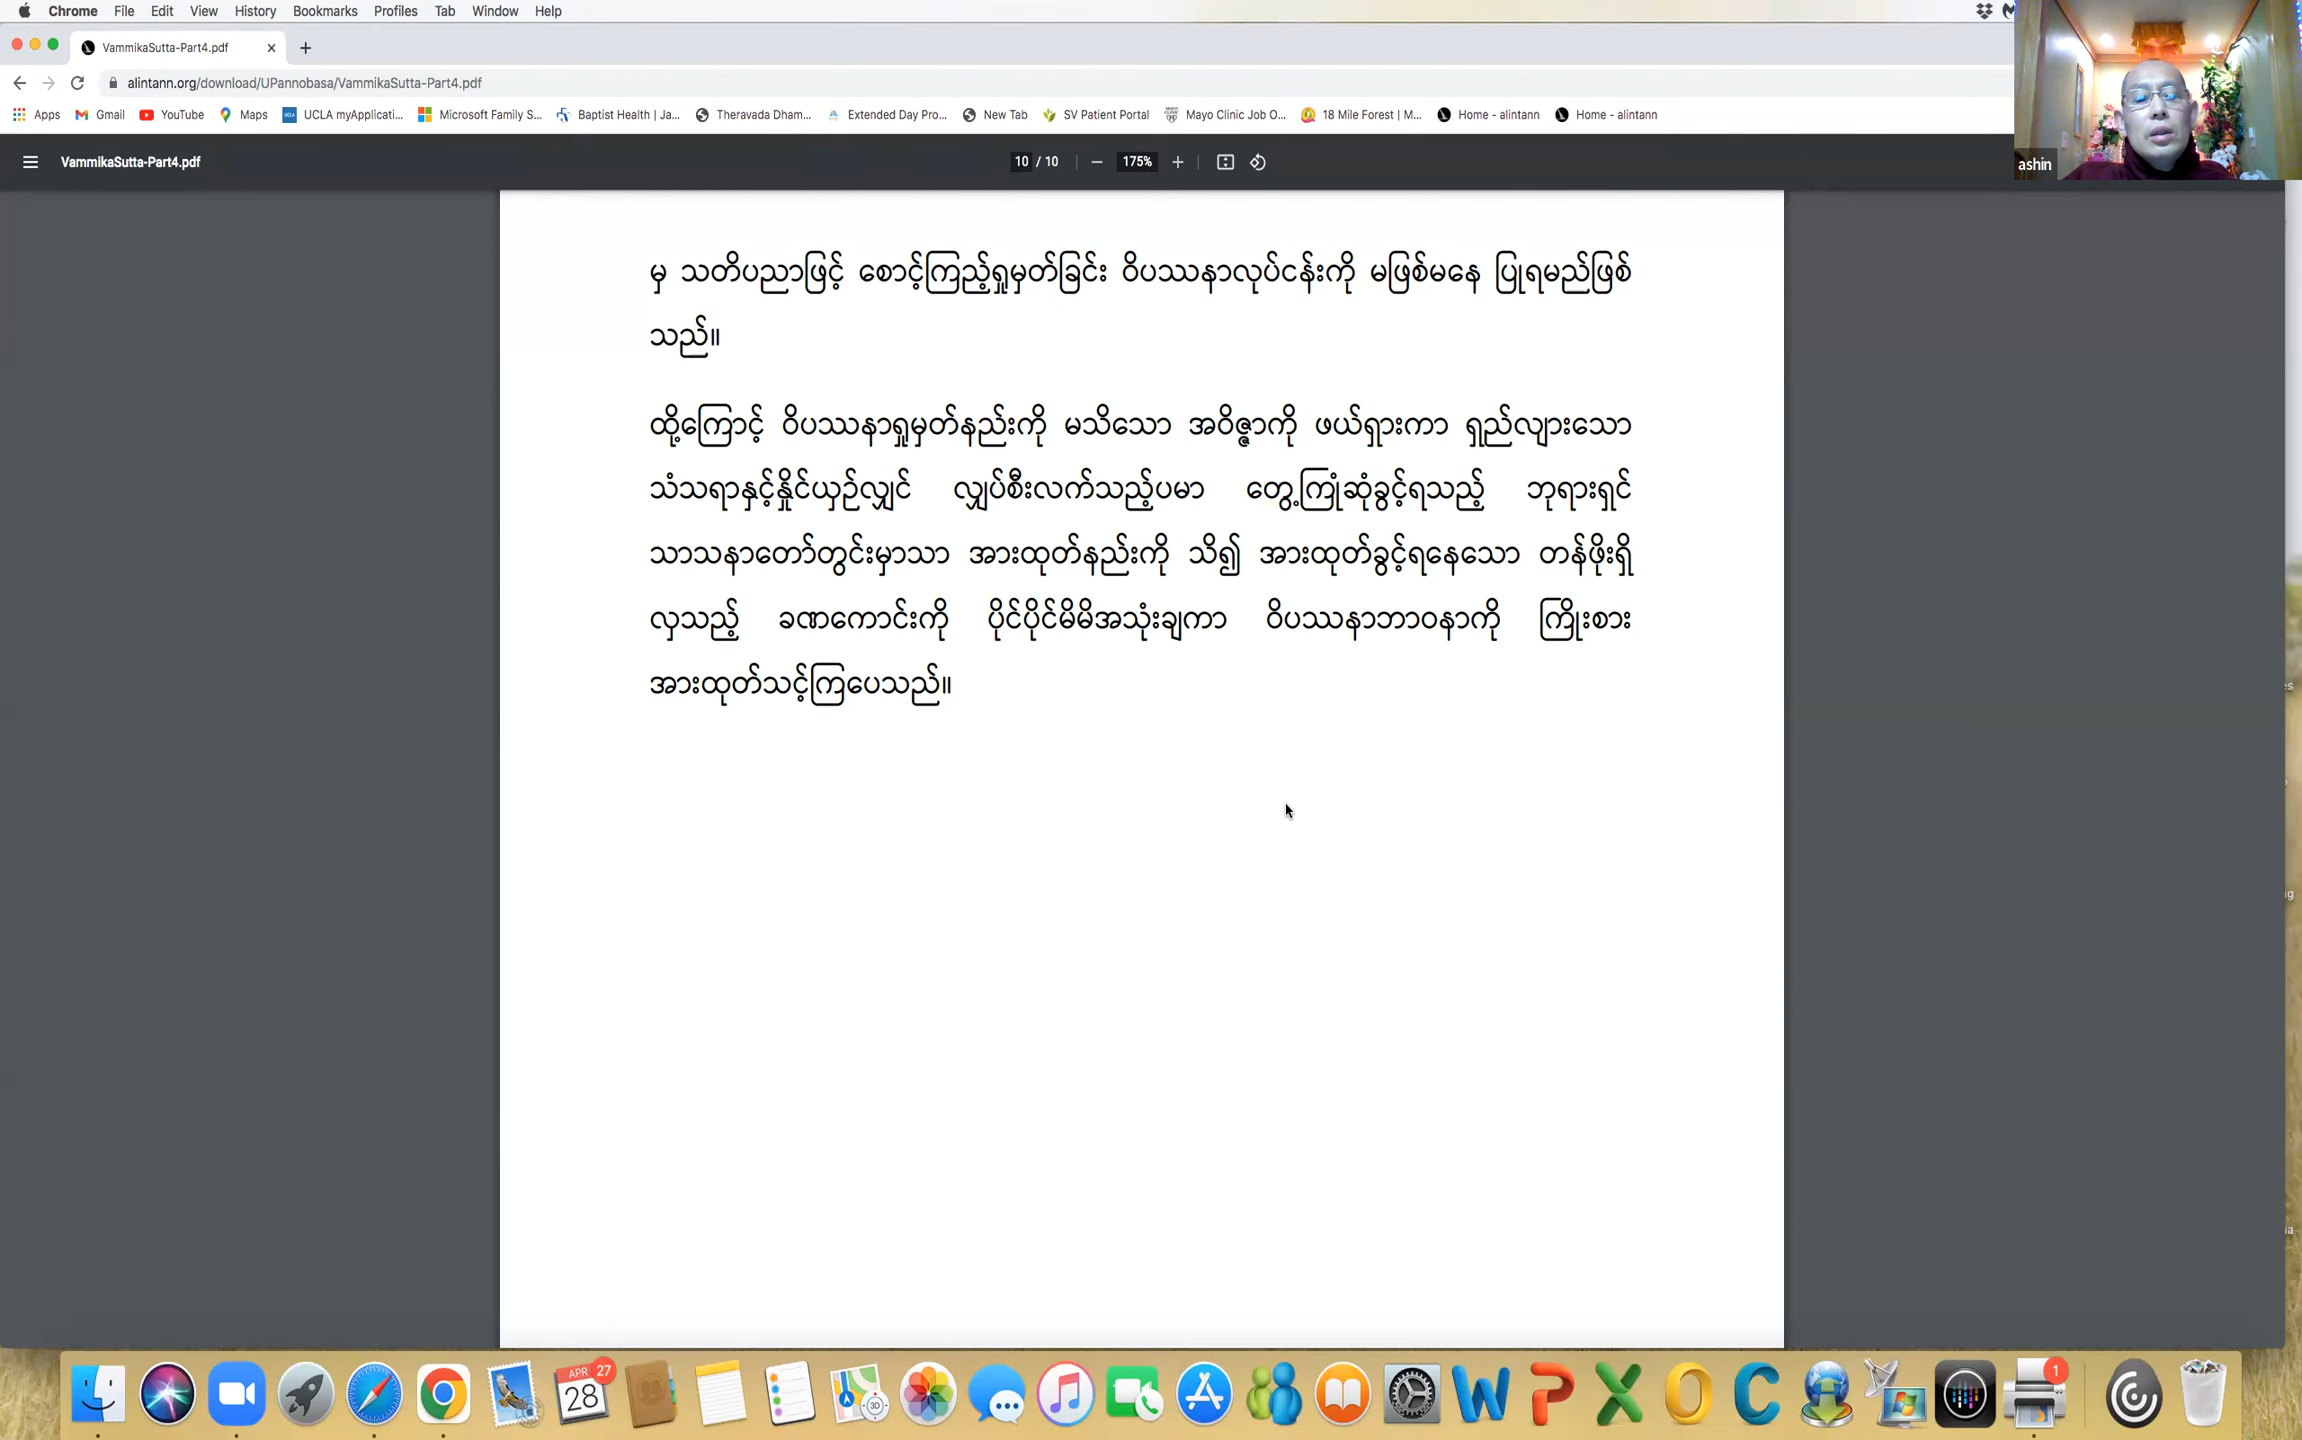 Chrome File Edit View History Bookmarks Profiles Tab Window Help
VammikaSutta-Part4.pdf
alintann.org/download/UPannobasa/VammikaSutta-Part4.pdf
Apps Gmail YouTube Maps UCLA myApplicati... Microsoft Family S... Baptist Health | Ja... Theravada Dham... Extended Day Pro... New Tab SV Patient Portal Mayo Clinic Job O... 18 Mile Forest | M... Home - alintann Home - alintann
VammikaSutta-Part4.pdf 10 / 10 175%
ashin
မှ သတိပညာဖြင့် စောင့်ကြည့်ရှုမှတ်ခြင်း ဝိပဿနာလုပ်ငန်းကို မဖြစ်မနေ ပြုရမည်ဖြစ်
သည်။
ထို့ကြောင့် ဝိပဿနာရှုမှတ်နည်းကို မသိသော အဝိဇ္ဇာကို ဖယ်ရှားကာ ရှည်လျားသော
သံသရာနှင့်နှိုင်ယှဉ်လျှင် လျှပ်စီးလက်သည့်ပမာ တွေ့ကြုံဆုံခွင့်ရသည့် ဘုရားရှင်
သာသနာတော်တွင်းမှာသာ အားထုတ်နည်းကို သိ၍ အားထုတ်ခွင့်ရနေသော တန်ဖိုးရှိ
လှသည့် ခဏကောင်းကို ပိုင်ပိုင်မိမိအသုံးချကာ ဝိပဿနာဘာဝနာကို ကြိုးစား
အားထုတ်သင့်ကြပေသည်။
APR 27
28
3D
1